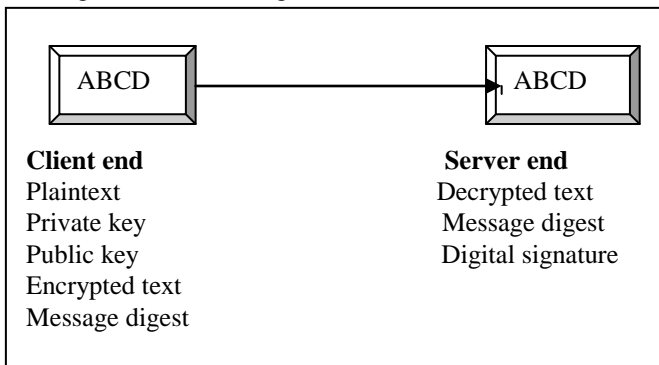 ABCD ABCD
Client end Server end
Plaintext Decrypted text
Private key Message digest
Public key Digital signature
Encrypted text
Message digest